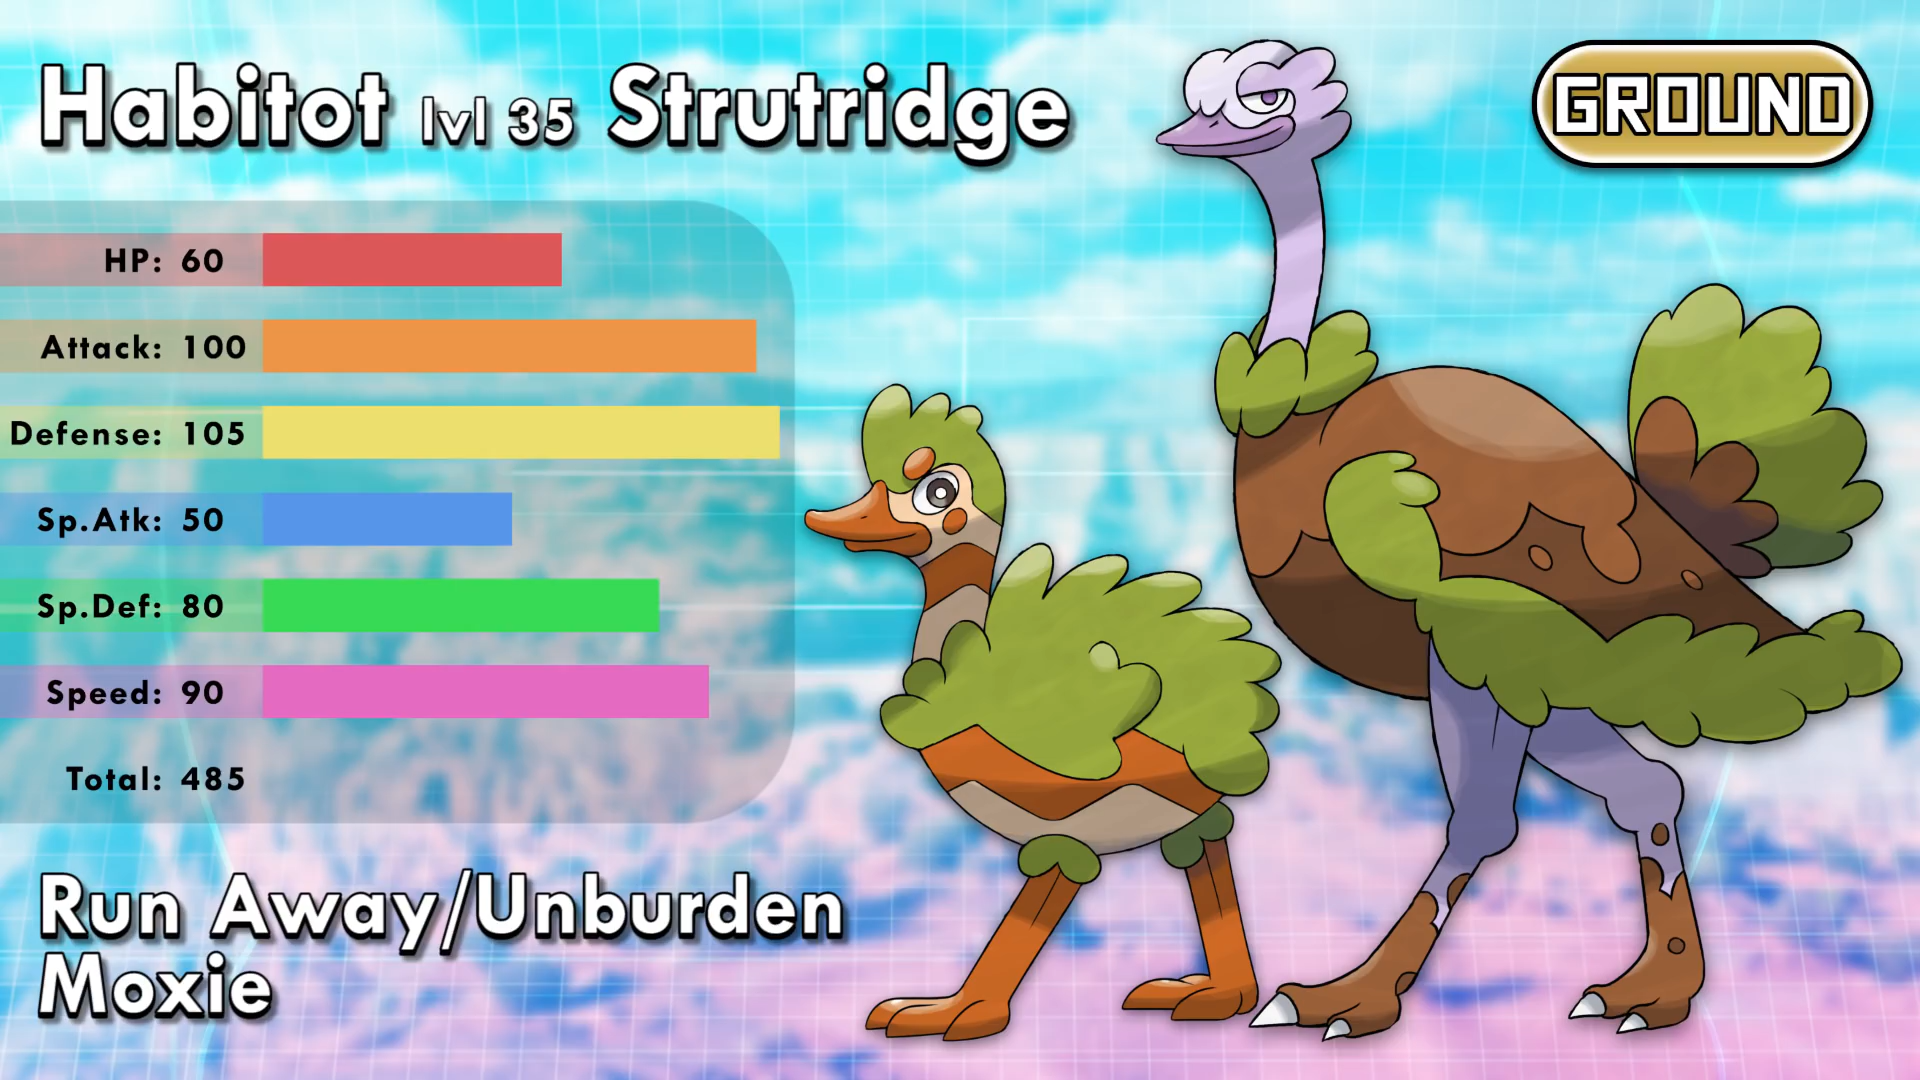 Habitot lvl 35 Strutridge
GROUND
HP: 60
Attack: 100
Defense: 105
Sp.Atk: 50
Sp.Def: 80
Speed: 90
Total: 485
Run Away/Unburden
Moxie